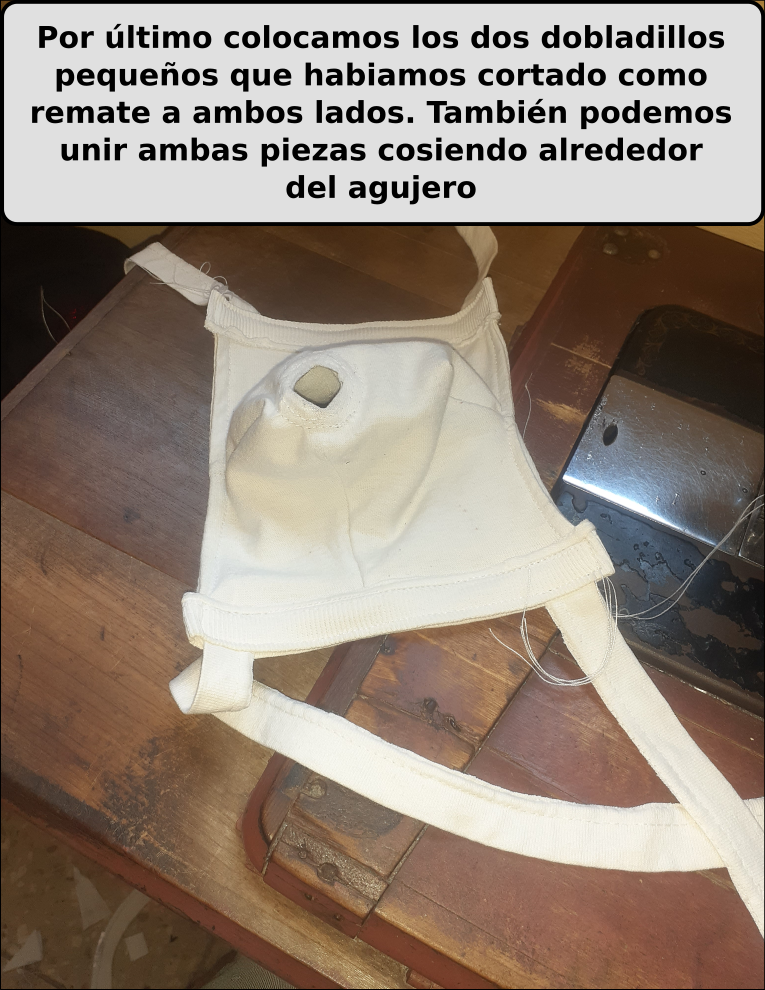 Por último colocamos los dos dobladillos
pequeños que habiamos cortado como
remate a ambos lados. También podemos
unir ambas piezas cosiendo alrededor
del agujero